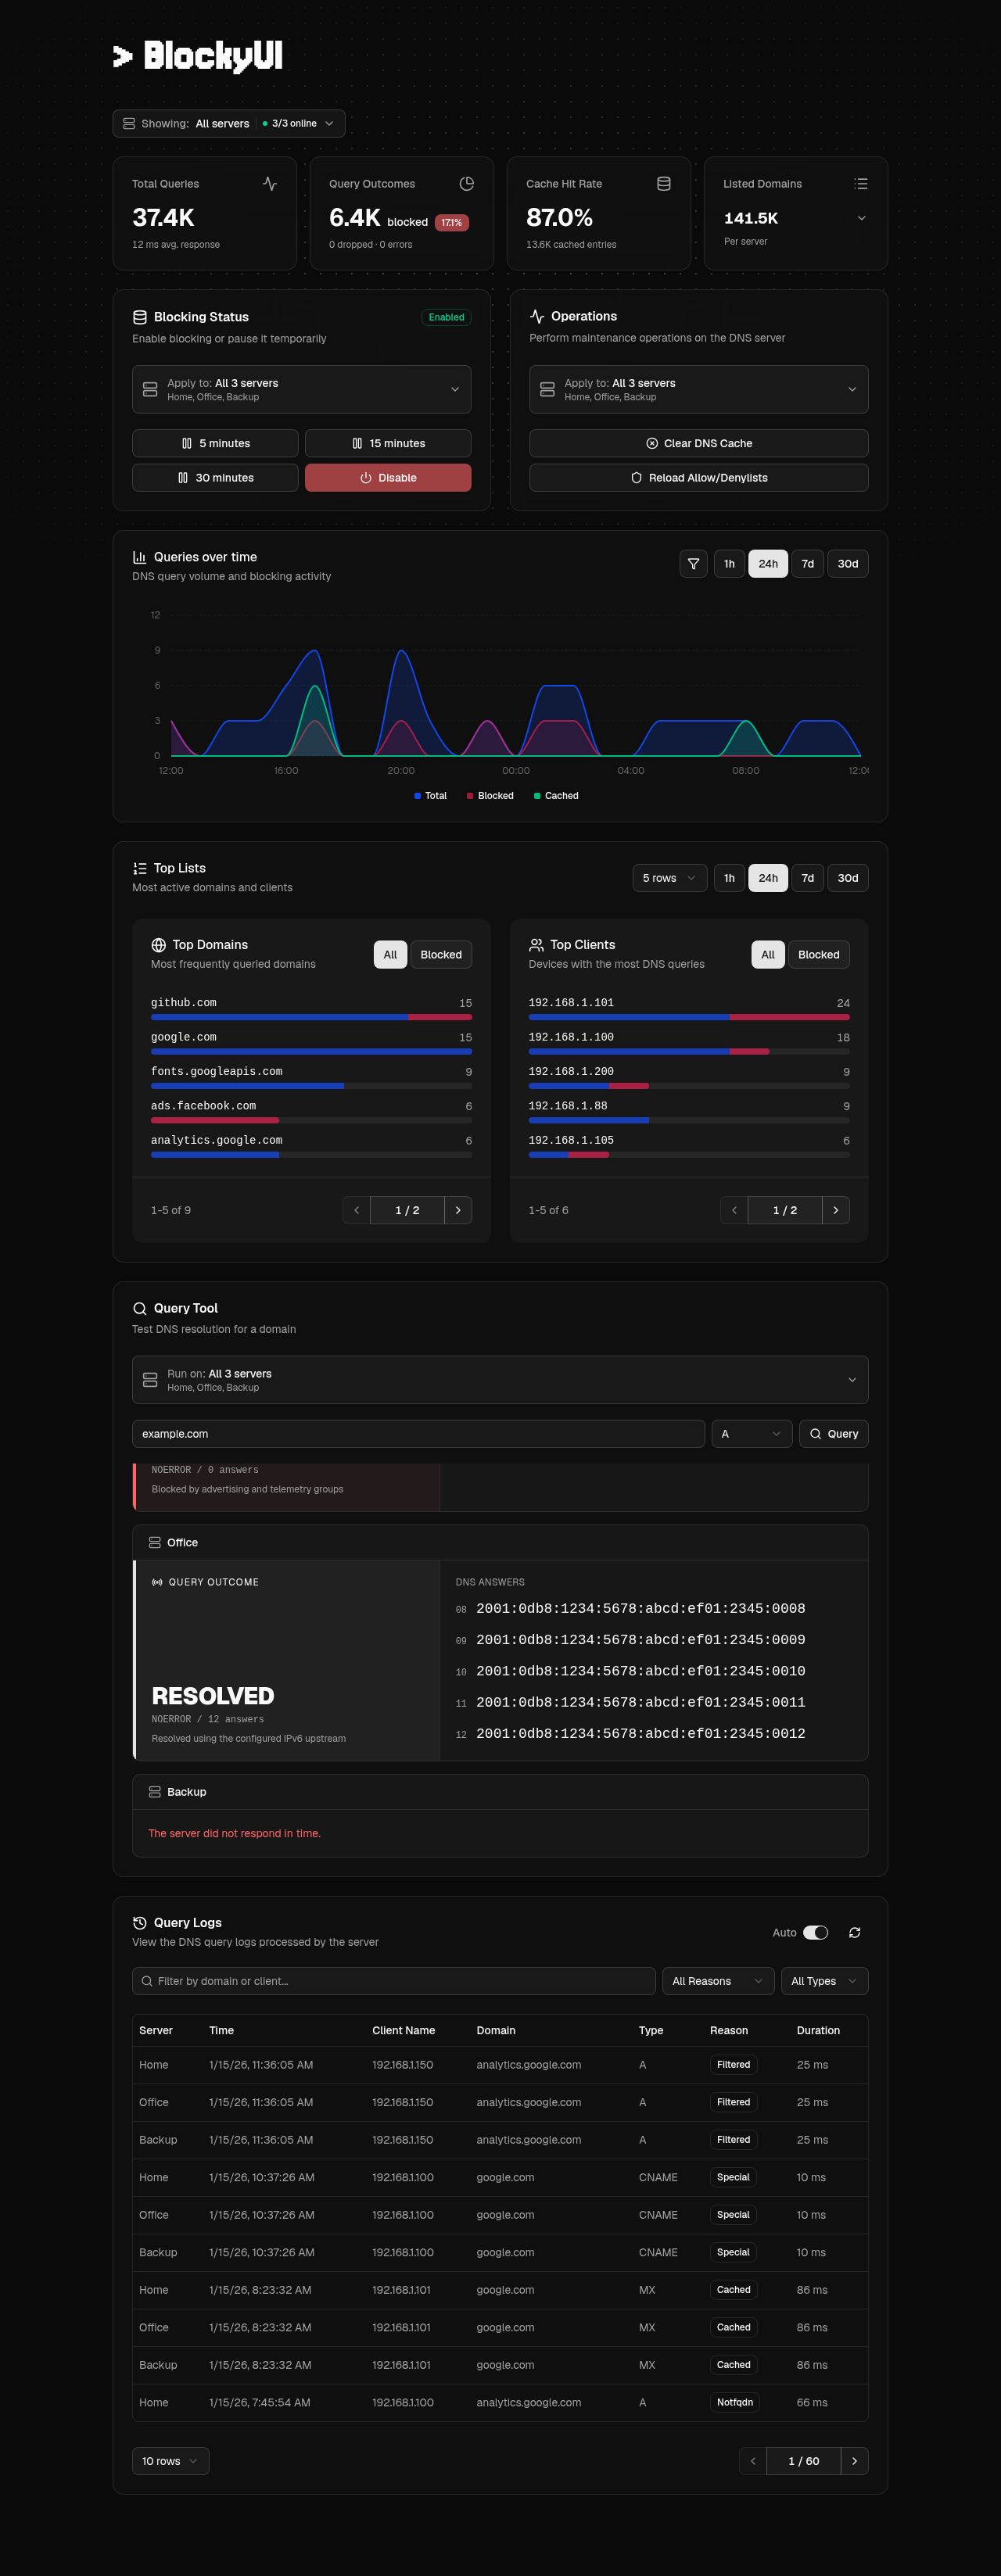 > BlockyUI
Showing: All servers 3/3 online
Total Queries
37.4K
12 ms avg. response
Query Outcomes
6.4K blocked 17.1%
0 dropped · 0 errors
Cache Hit Rate
87.0%
13.6K cached entries
Listed Domains
141.5K
Per server
Blocking Status Enabled
Enable blocking or pause it temporarily
Apply to: All 3 servers
Home, Office, Backup
5 minutes 15 minutes
30 minutes Disable
Operations
Perform maintenance operations on the DNS server
Apply to: All 3 servers
Home, Office, Backup
Clear DNS Cache
Reload Allow/Denylists
Queries over time
DNS query volume and blocking activity
1h 24h 7d 30d
12
9
6
3
0
12:00 16:00 20:00 00:00 04:00 08:00 12:00
Total Blocked Cached
Top Lists
Most active domains and clients
5 rows 1h 24h 7d 30d
Top Domains
Most frequently queried domains
All Blocked
github.com 15
google.com 15
fonts.googleapis.com 9
ads.facebook.com 6
analytics.google.com 6
1-5 of 9 1 / 2
Top Clients
Devices with the most DNS queries
All Blocked
192.168.1.101 24
192.168.1.100 18
192.168.1.200 9
192.168.1.88 9
192.168.1.105 6
1-5 of 6 1 / 2
Query Tool
Test DNS resolution for a domain
Run on: All 3 servers
Home, Office, Backup
example.com A Query
NOERROR / 0 answers
Blocked by advertising and telemetry groups
Office
QUERY OUTCOME
RESOLVED
NOERROR / 12 answers
Resolved using the configured IPv6 upstream
DNS ANSWERS
08 2001:0db8:1234:5678:abcd:ef01:2345:0008
09 2001:0db8:1234:5678:abcd:ef01:2345:0009
10 2001:0db8:1234:5678:abcd:ef01:2345:0010
11 2001:0db8:1234:5678:abcd:ef01:2345:0011
12 2001:0db8:1234:5678:abcd:ef01:2345:0012
Backup
The server did not respond in time.
Query Logs
View the DNS query logs processed by the server
Auto
Filter by domain or client... All Reasons All Types
Server Time Client Name Domain Type Reason Duration
Home 1/15/26, 11:36:05 AM 192.168.1.150 analytics.google.com A Filtered 25 ms
Office 1/15/26, 11:36:05 AM 192.168.1.150 analytics.google.com A Filtered 25 ms
Backup 1/15/26, 11:36:05 AM 192.168.1.150 analytics.google.com A Filtered 25 ms
Home 1/15/26, 10:37:26 AM 192.168.1.100 google.com CNAME Special 10 ms
Office 1/15/26, 10:37:26 AM 192.168.1.100 google.com CNAME Special 10 ms
Backup 1/15/26, 10:37:26 AM 192.168.1.100 google.com CNAME Special 10 ms
Home 1/15/26, 8:23:32 AM 192.168.1.101 google.com MX Cached 86 ms
Office 1/15/26, 8:23:32 AM 192.168.1.101 google.com MX Cached 86 ms
Backup 1/15/26, 8:23:32 AM 192.168.1.101 google.com MX Cached 86 ms
Home 1/15/26, 7:45:54 AM 192.168.1.100 analytics.google.com A Notfqdn 66 ms
10 rows 1 / 60